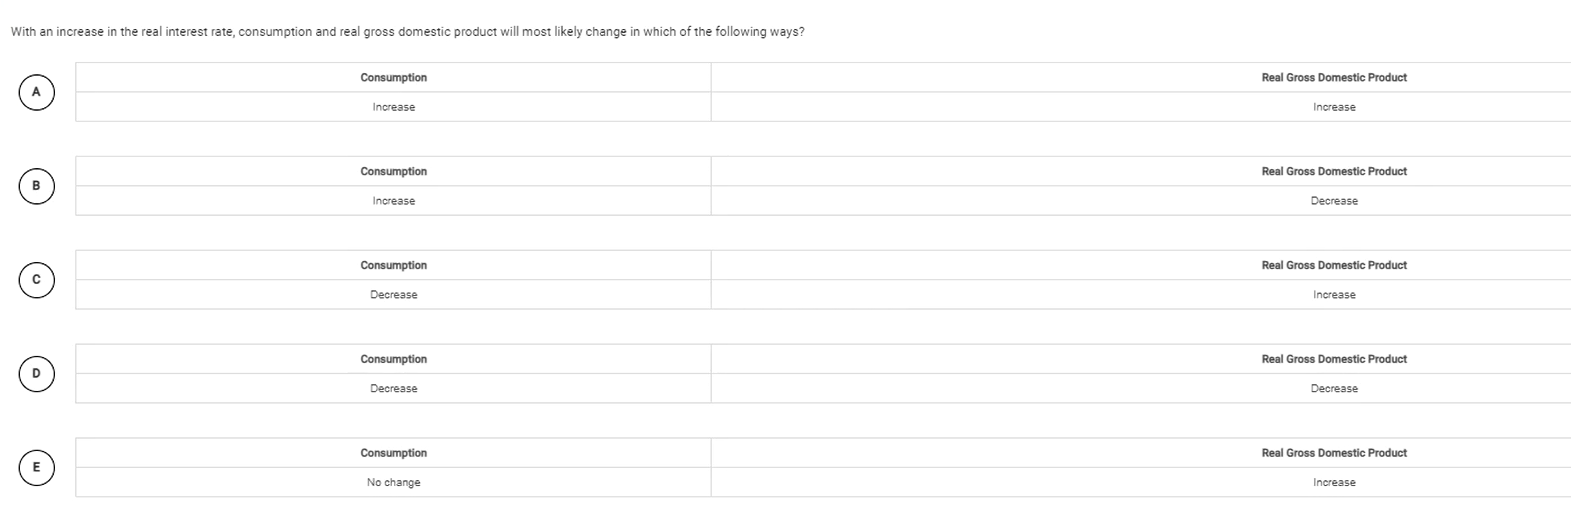 With an increase in the real interest rate, consumption and real gross domestic product will most likely change in which of the following ways?
A
Consumption Real Gross Domestic Product
Increase Increase
B
Consumption Real Gross Domestic Product
Increase Decrease
C
Consumption Real Gross Domestic Product
Decrease Increase
D
Consumption Real Gross Domestic Product
Decrease Decrease
E
Consumption Real Gross Domestic Product
No change Increase